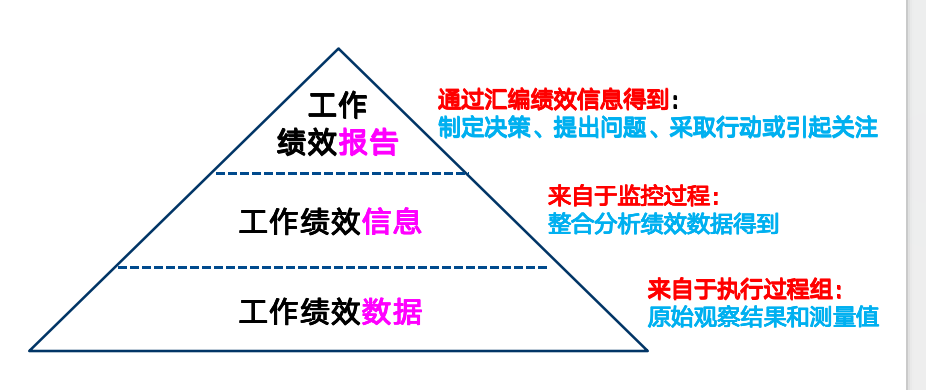 工作
绩效报告
通过汇编绩效信息得到：
制定决策、提出问题、采取行动或引起关注
工作绩效信息
来自于监控过程：
整合分析绩效数据得到
工作绩效数据
来自于执行过程组：
原始观察结果和测量值